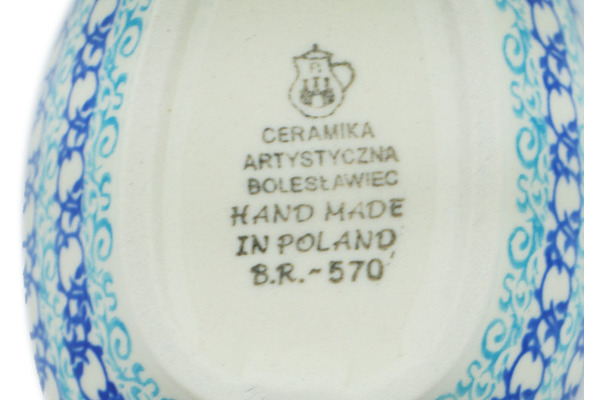 CERAMIKA
ARTYSTYCZNA
BOLESŁAWIEC
HAND MADE
IN POLAND
B.R.~570